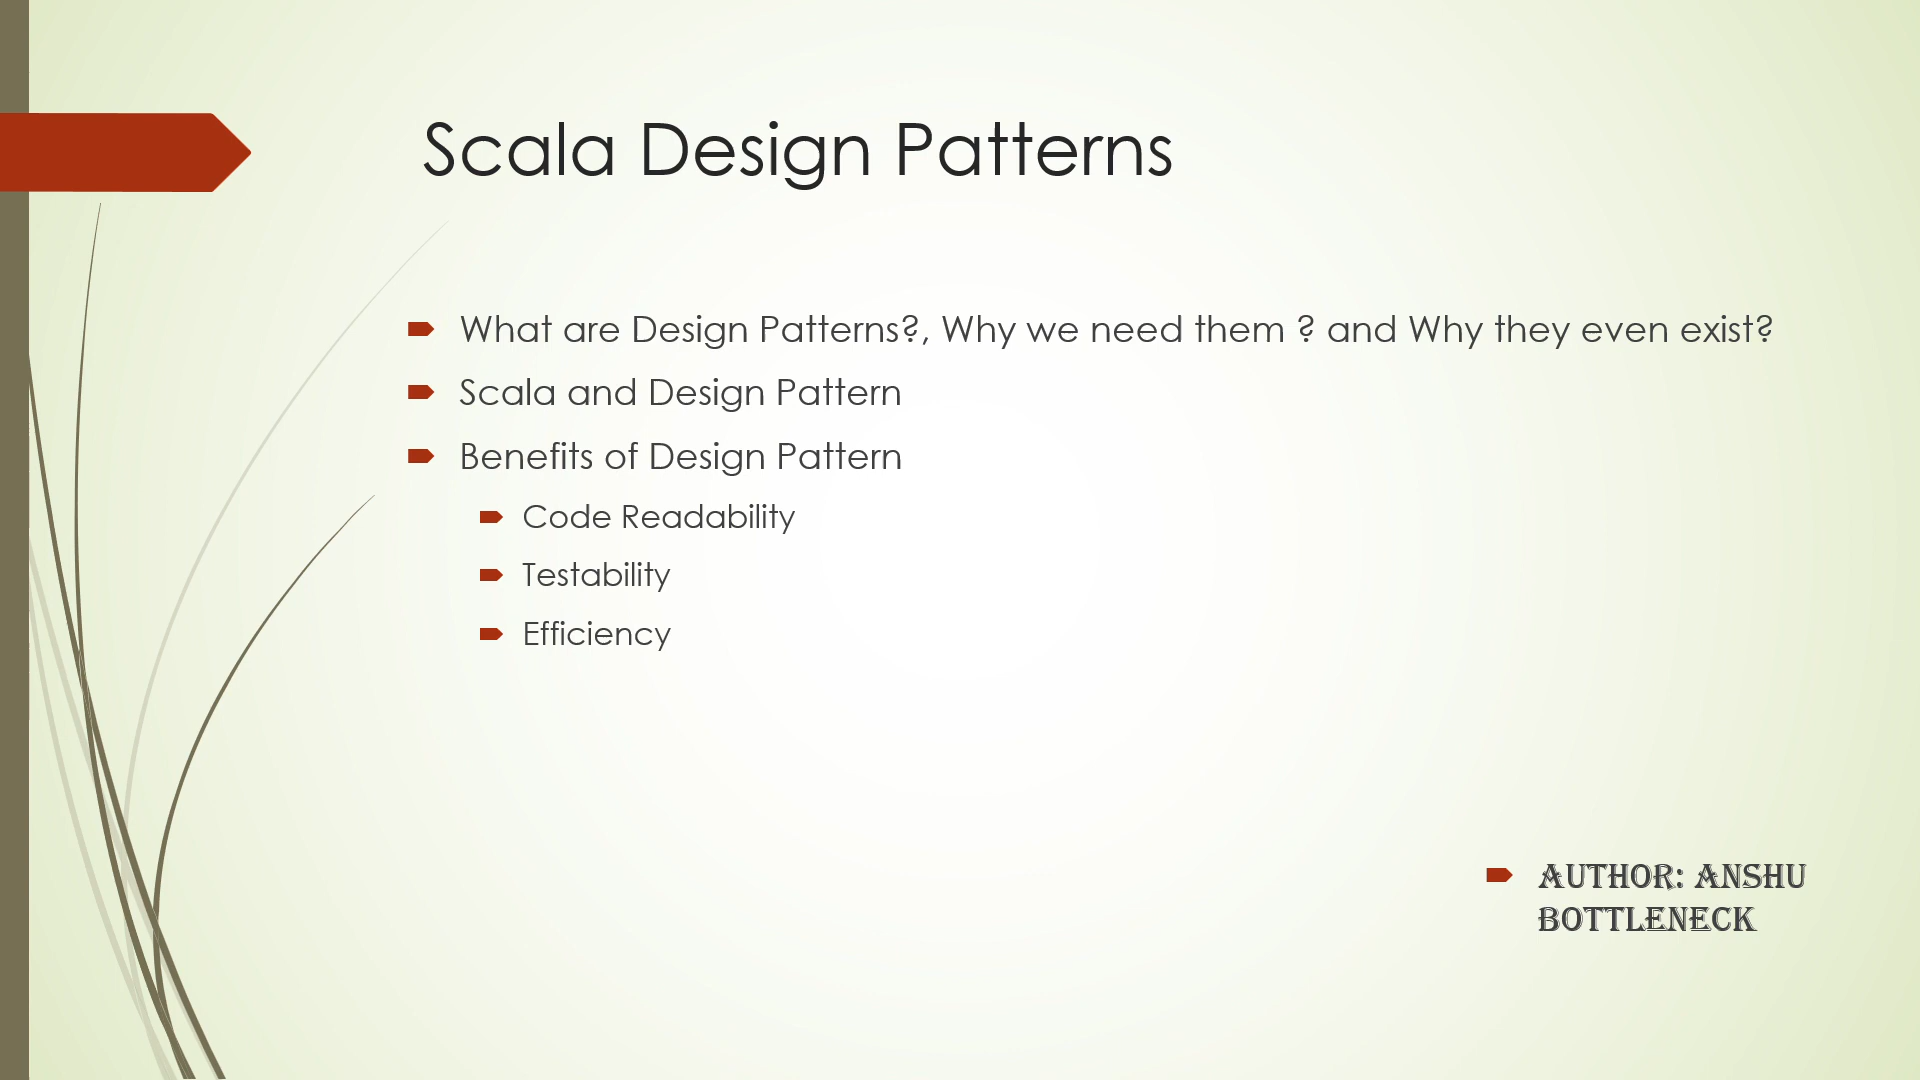 Scala Design Patterns
What are Design Patterns?, Why we need them ? and Why they even exist?
Scala and Design Pattern
Benefits of Design Pattern
Code Readability
Testability
Efficiency
AUTHOR: ANSHU
BOTTLENECK